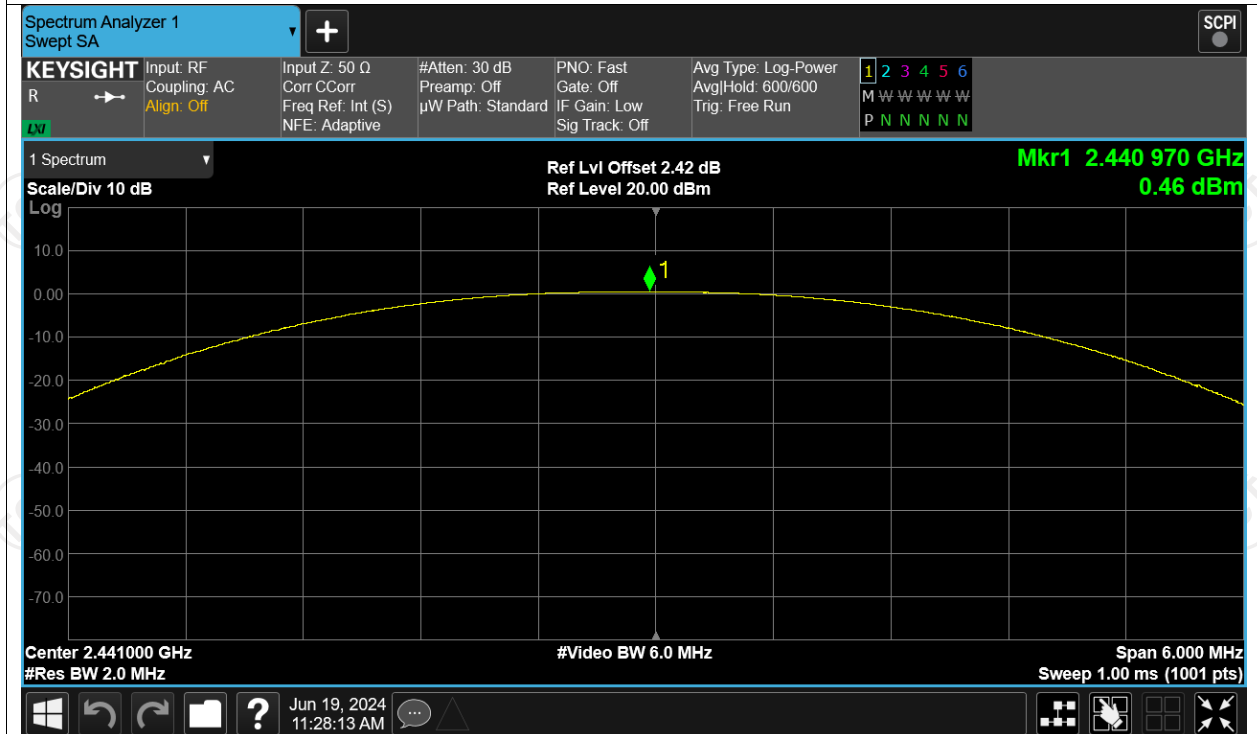 Spectrum Analyzer 1
Swept SA
▼
+
SCPI
KEYSIGHT
R
LXI
Input: RF
Coupling: AC
Align: Off
Input Z: 50 Ω
Corr CCorr
Freq Ref: Int (S)
NFE: Adaptive
#Atten: 30 dB
Preamp: Off
µW Path: Standard
PNO: Fast
Gate: Off
IF Gain: Low
Sig Track: Off
Avg Type: Log-Power
Avg|Hold: 600/600
Trig: Free Run
1 2 3 4 5 6
M W W W W W
P N N N N N
1 Spectrum
Scale/Div 10 dB
Log
Ref Lvl Offset 2.42 dB
Ref Level 20.00 dBm
Mkr1 2.440 970 GHz
0.46 dBm
1
10.0
0.00
-10.0
-20.0
-30.0
-40.0
-50.0
-60.0
-70.0
Center 2.441000 GHz
#Res BW 2.0 MHz
#Video BW 6.0 MHz
Span 6.000 MHz
Sweep 1.00 ms (1001 pts)
?
Jun 19, 2024
11:28:13 AM